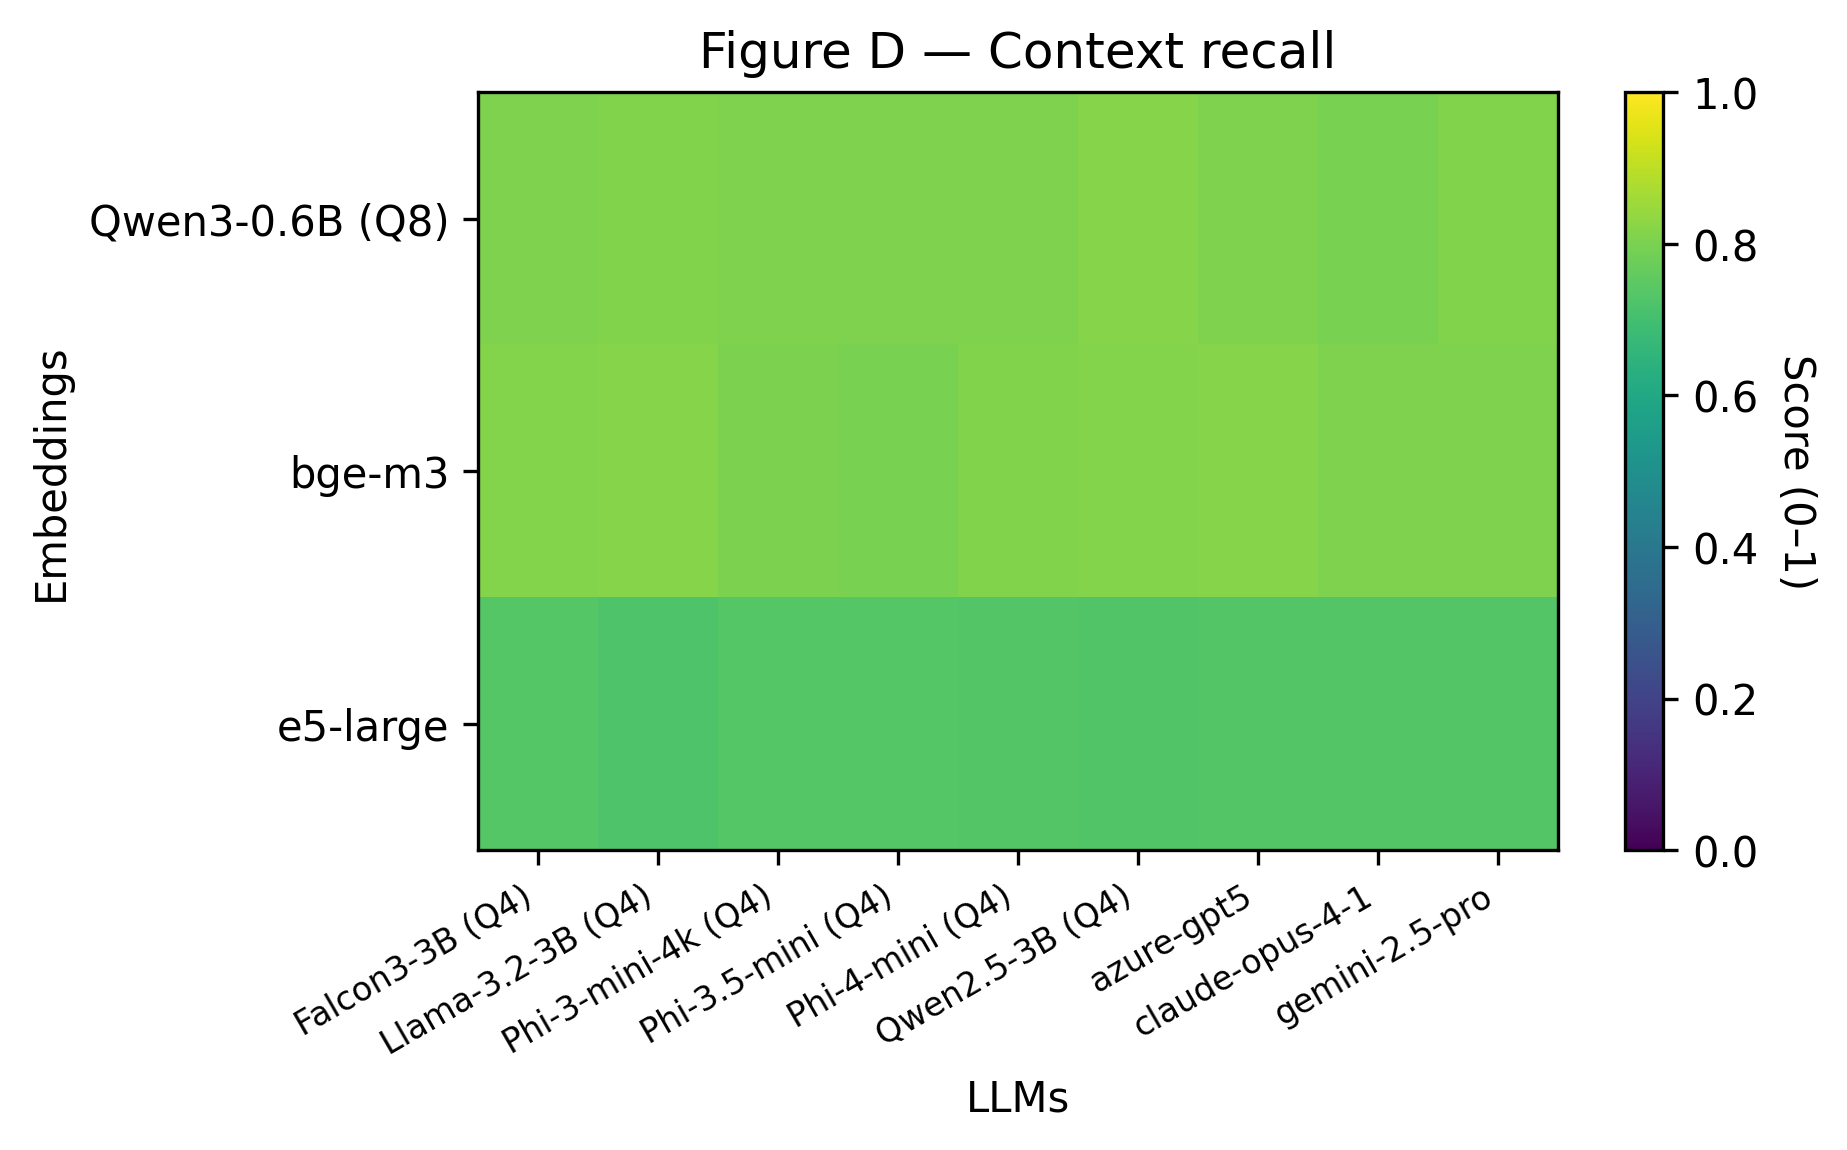 Figure D — Context recall
Embeddings
Qwen3-0.6B (Q8)
bge-m3
e5-large
Falcon3-3B (Q4)
Llama-3.2-3B (Q4)
Phi-3-mini-4k (Q4)
Phi-3.5-mini (Q4)
Phi-4-mini (Q4)
Qwen2.5-3B (Q4)
azure-gpt5
claude-opus-4-1
gemini-2.5-pro
LLMs
1.0
0.8
0.6
0.4
0.2
0.0
Score (0–1)